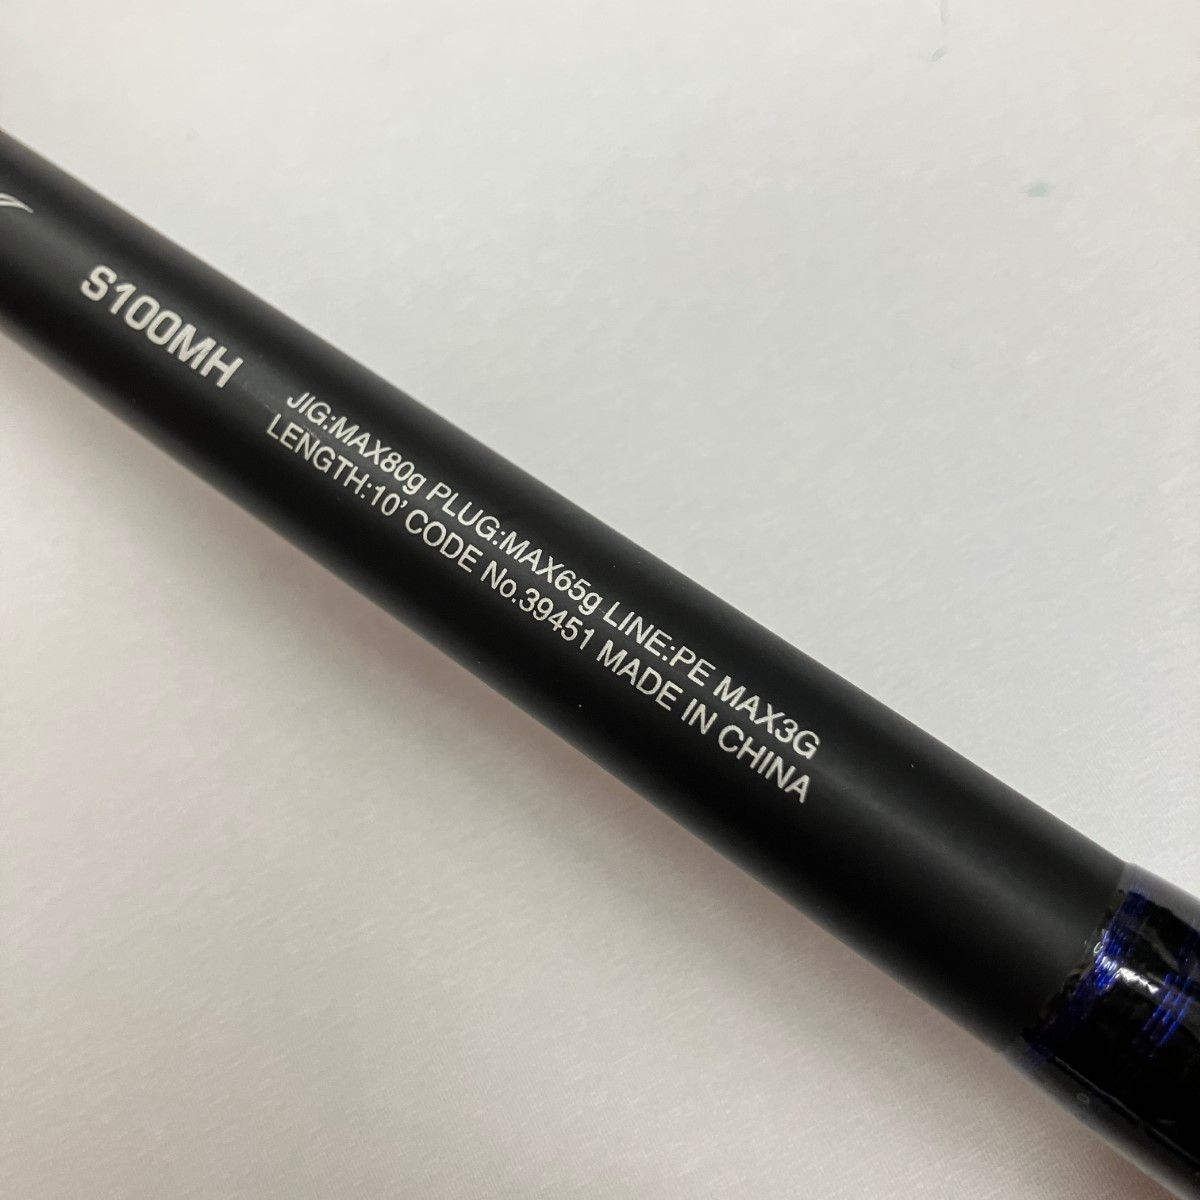 S100MH
JIG:MAX80g PLUG:MAX65g LINE:PE MAX3G
LENGTH:10' CODE No.39451 MADE IN CHINA